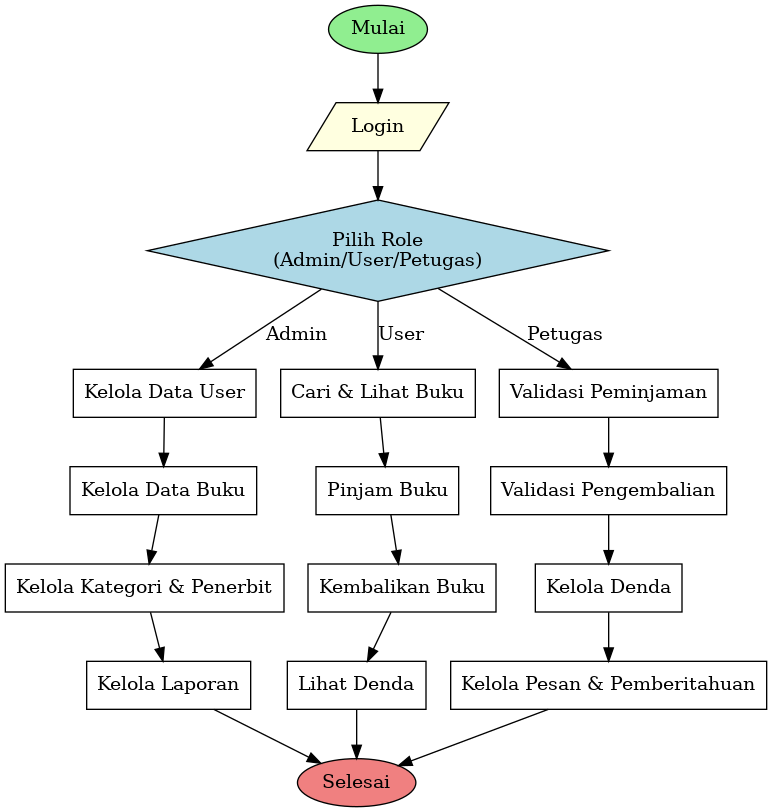 Mulai
Login
Pilih Role
(Admin/User/Petugas)
Admin
User
Petugas
Kelola Data User
Cari & Lihat Buku
Validasi Peminjaman
Kelola Data Buku
Pinjam Buku
Validasi Pengembalian
Kelola Kategori & Penerbit
Kembalikan Buku
Kelola Denda
Kelola Laporan
Lihat Denda
Kelola Pesan & Pemberitahuan
Selesai